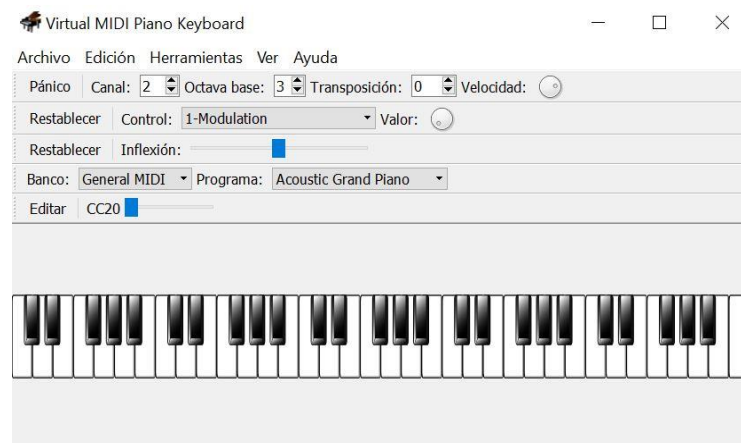 Virtual MIDI Piano Keyboard
Archivo Edición Herramientas Ver Ayuda
Pánico Canal: 2 Octava base: 3 Transposición: 0 Velocidad:
Restablecer Control: 1-Modulation Valor:
Restablecer Inflexión:
Banco: General MIDI Programa: Acoustic Grand Piano
Editar CC20